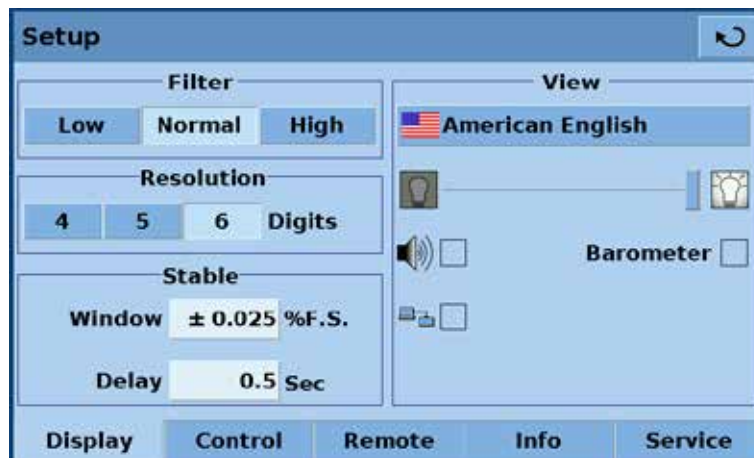 Setup
Filter
Low Normal High
Resolution
4 5 6 Digits
Stable
Window ± 0.025 %F.S.
Delay 0.5 Sec
View
American English
Barometer
Display Control Remote Info Service